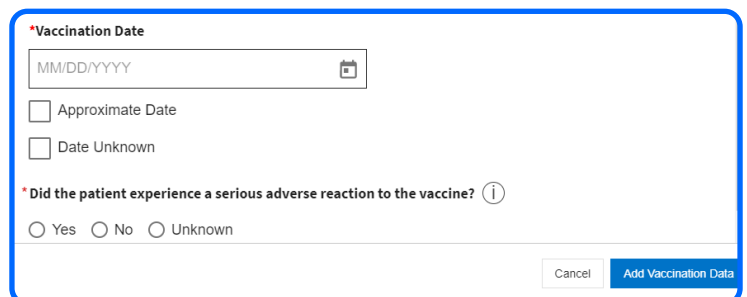 *Vaccination Date
MM/DD/YYYY
Approximate Date
Date Unknown
*Did the patient experience a serious adverse reaction to the vaccine? i
Yes No Unknown
Cancel Add Vaccination Data